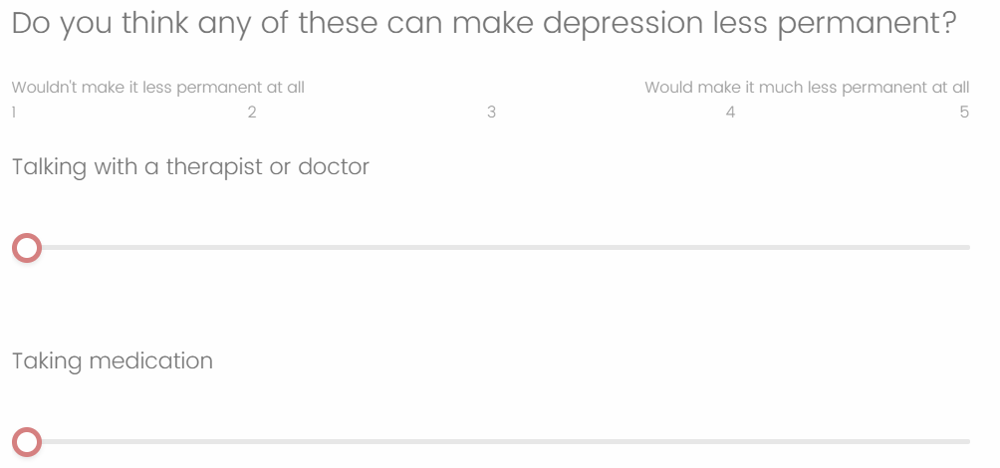 Do you think any of these can make depression less permanent?
Wouldn't make it less permanent at all Would make it much less permanent at all
1 2 3 4 5
Talking with a therapist or doctor
Taking medication